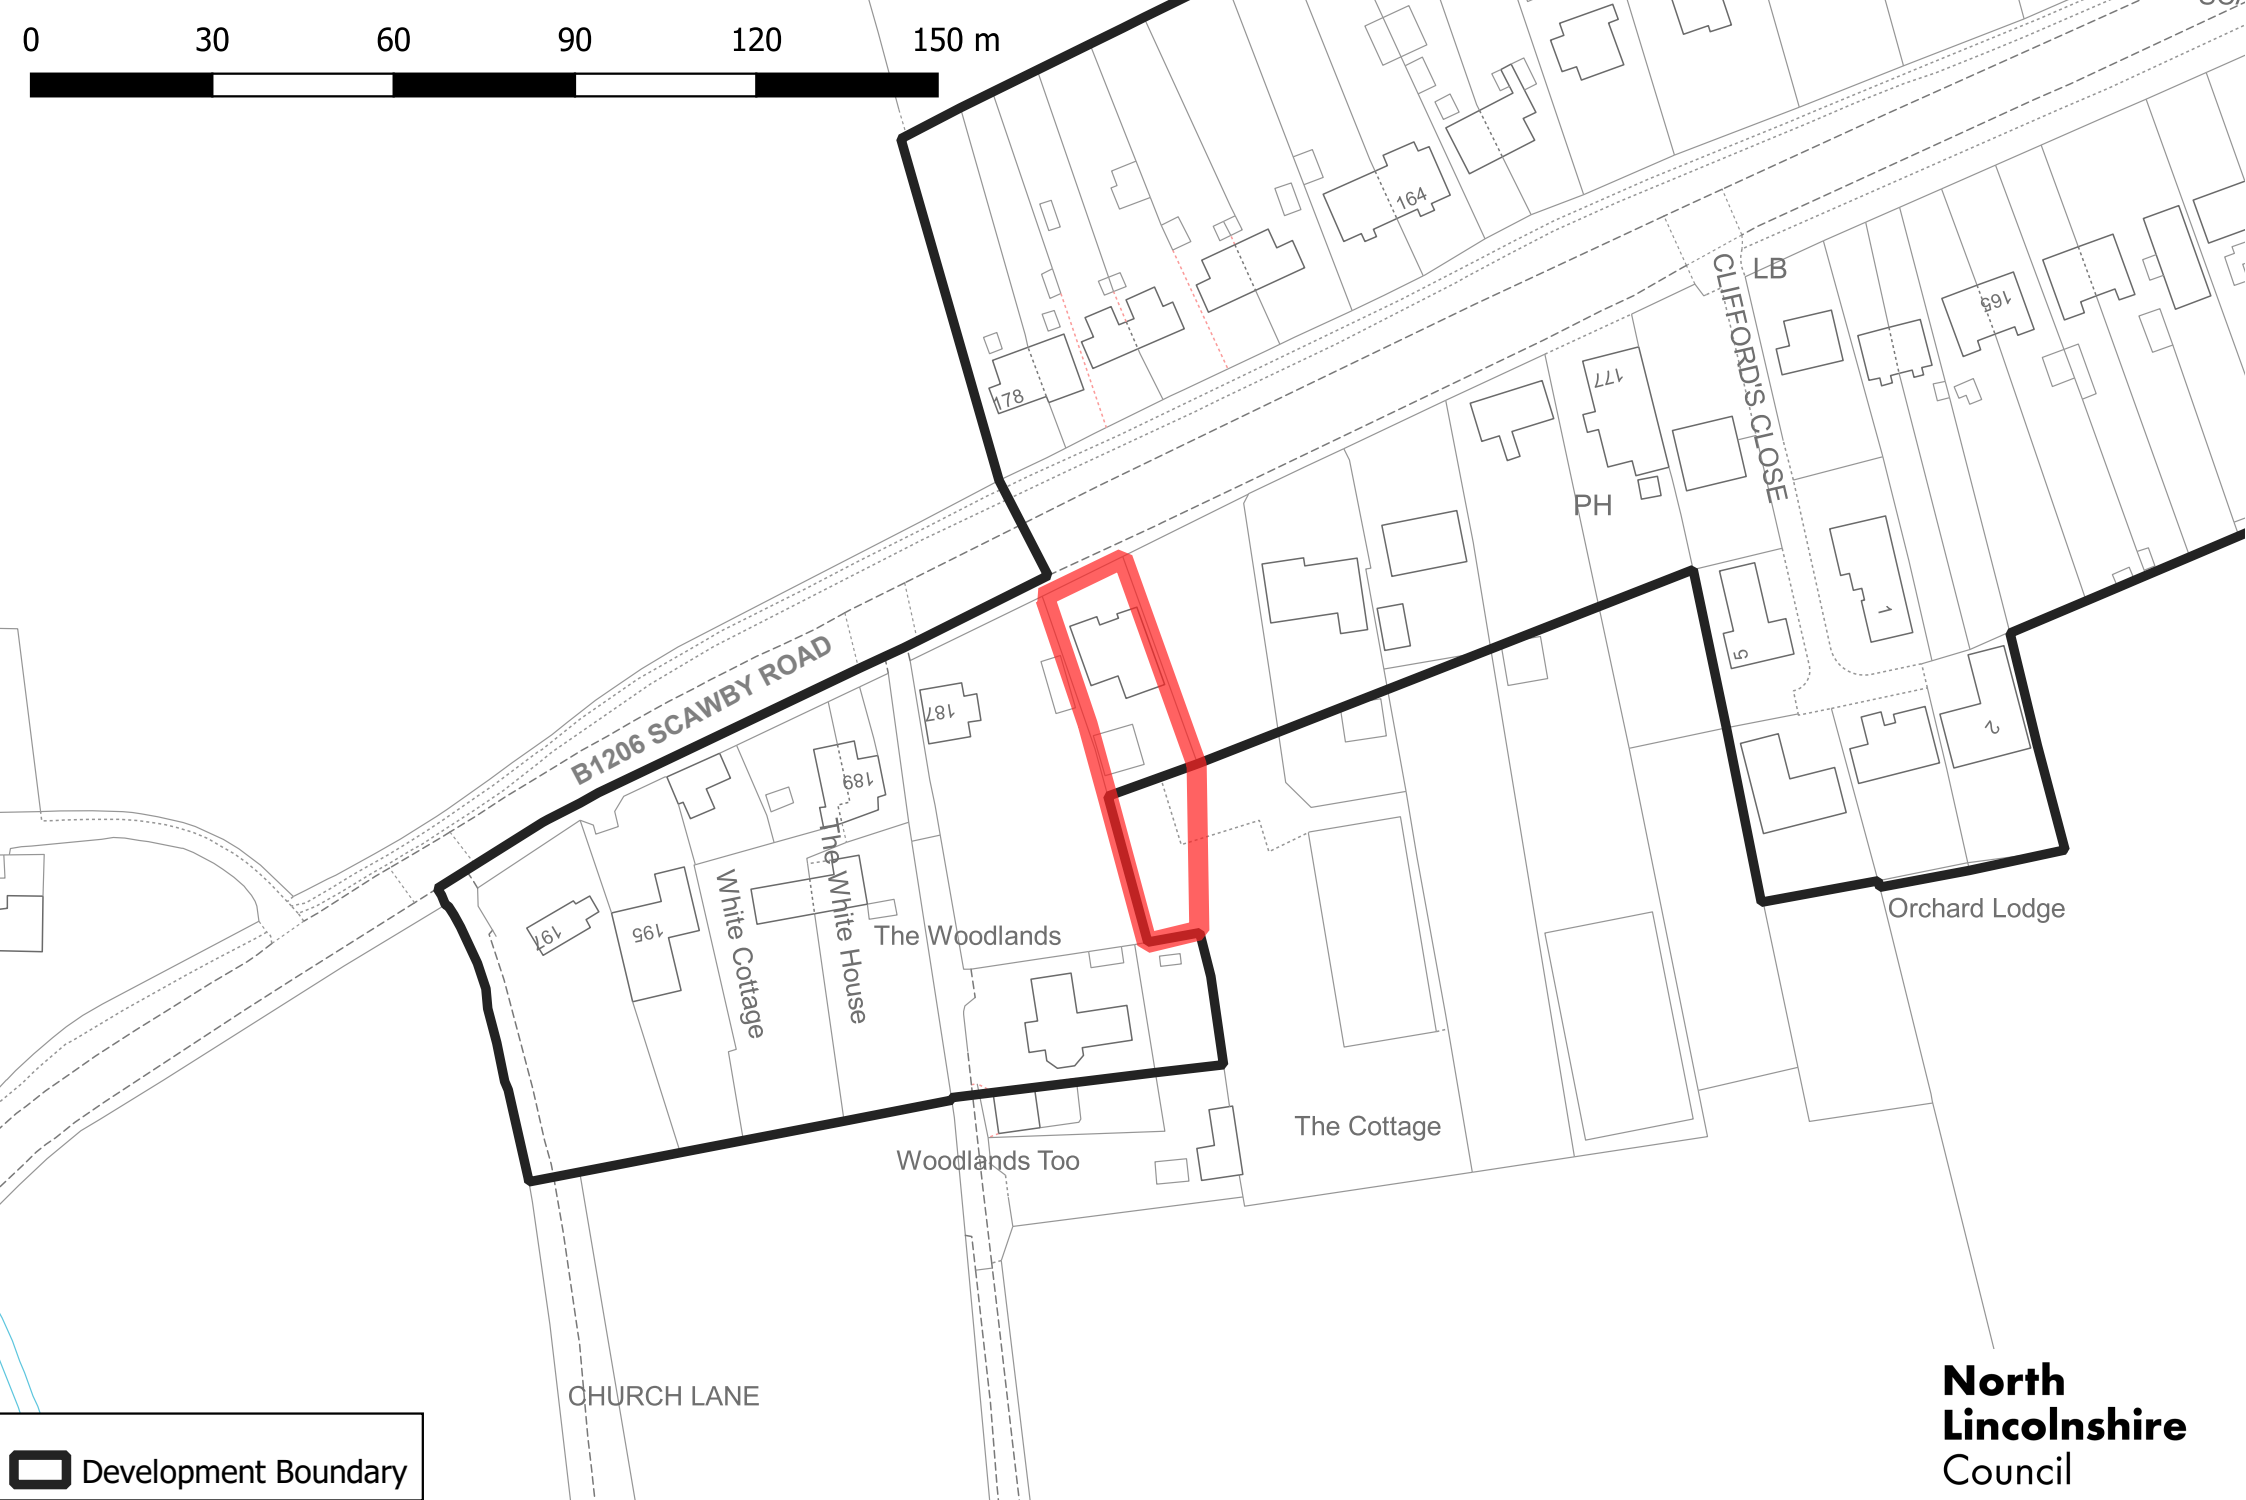 0 30 60 90 120 150 m
164
LB
CLIFFORD'S CLOSE
165
177
178
PH
B1206 SCAWBY ROAD
187
189
5
1
2
The White House
White Cottage
195
197
The Woodlands
Orchard Lodge
The Cottage
Woodlands Too
CHURCH LANE
North
Lincolnshire
Council
Development Boundary